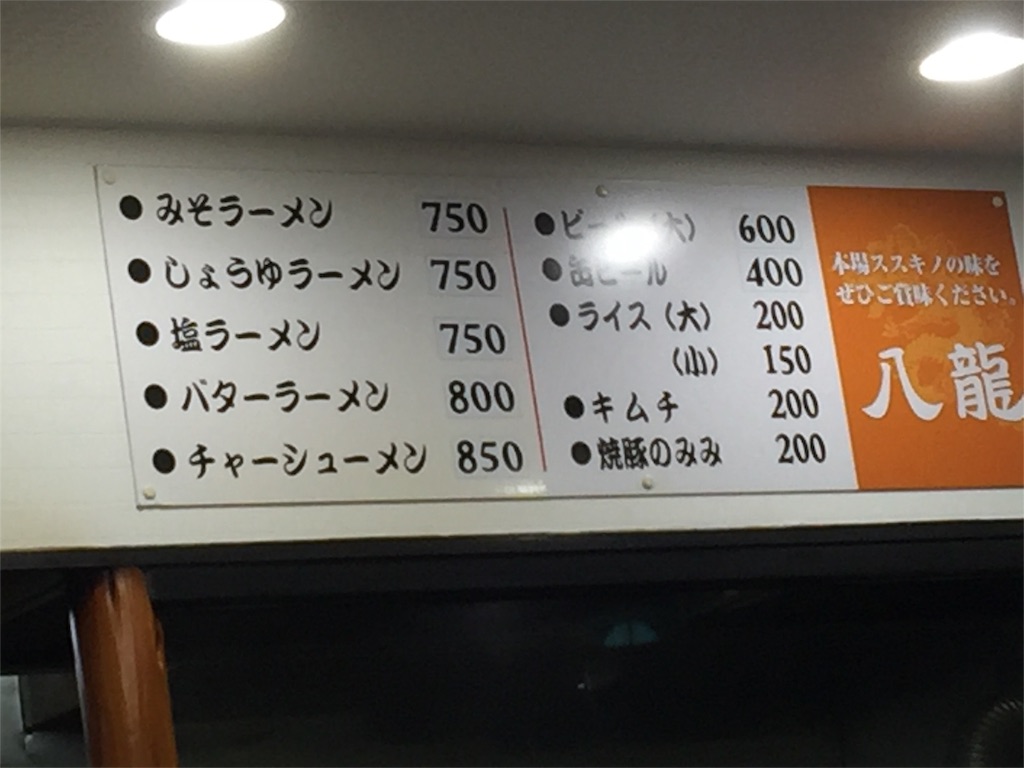 ●みそラーメン 750
●しょうゆラーメン 750
●塩ラーメン 750
●バターラーメン 800
●チャーシューメン 850
●ビール（大） 600
●缶ビール 400
●ライス（大） 200
（小） 150
●キムチ 200
●焼豚のみみ 200
本場ススキノの味を
ぜひご賞味ください。
八龍